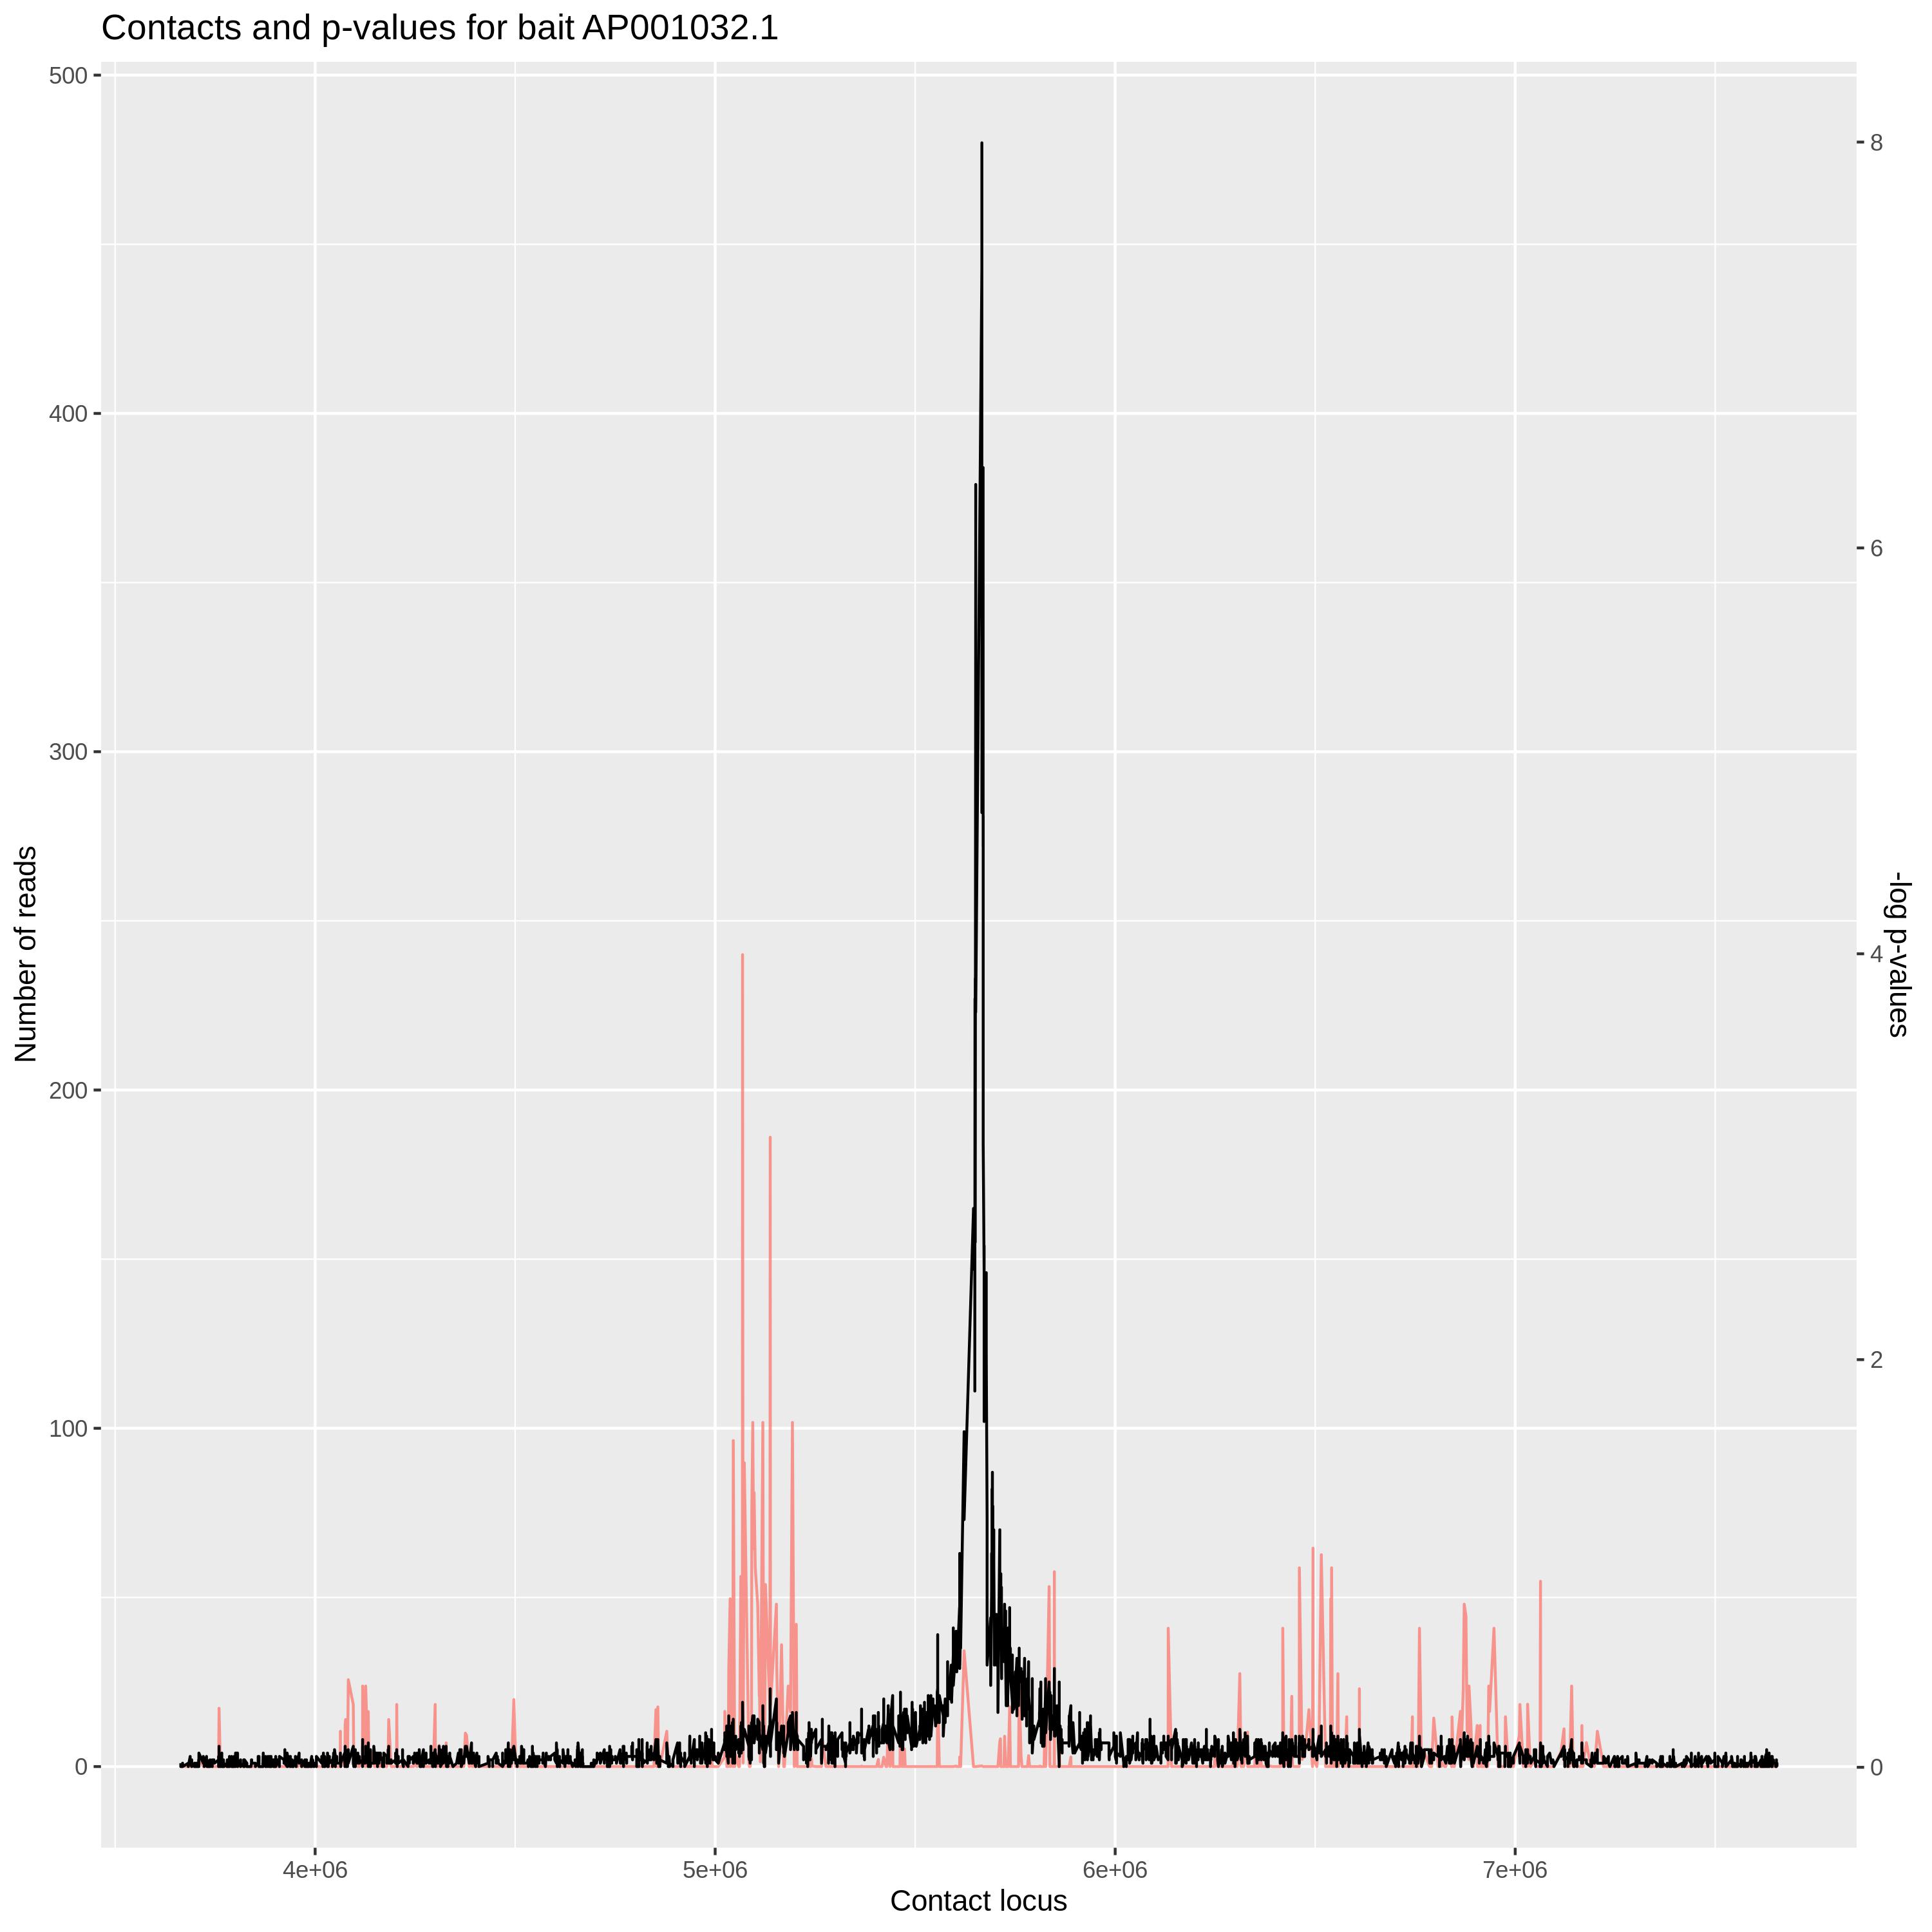 Contacts and p-values for bait AP001032.1
500
400
300
200
100
0
Number of reads
8
6
4
2
0
-log p-values
4e+06
5e+06
6e+06
7e+06
Contact locus